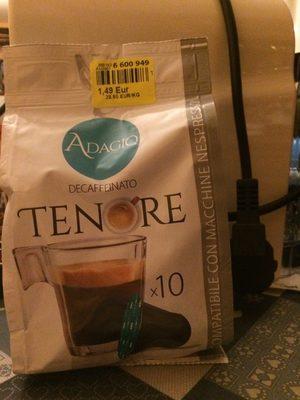 6 600 949
1,49 Eur
ADAGIO
DECAFFEINATO
TENORE
x10
COMPATIBILE CON MACCHINE NESPRESSO